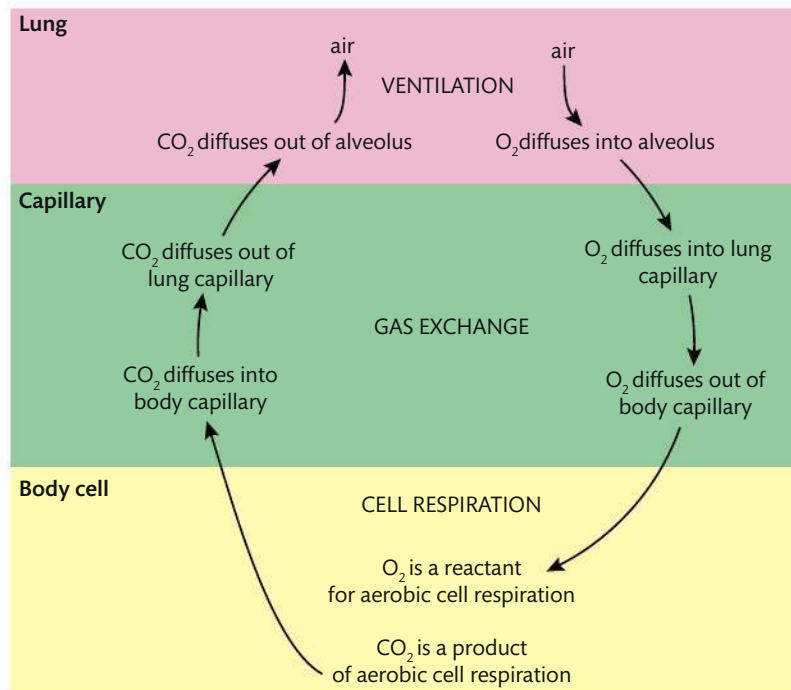 Lung
air
air
VENTILATION
CO₂ diffuses out of alveolus
O₂diffuses into alveolus
Capillary
CO₂ diffuses out of
lung capillary
O₂ diffuses into lung
capillary
GAS EXCHANGE
CO₂ diffuses into
body capillary
O₂ diffuses out of
body capillary
Body cell
CELL RESPIRATION
O₂ is a reactant
for aerobic cell respiration
CO₂ is a product
of aerobic cell respiration